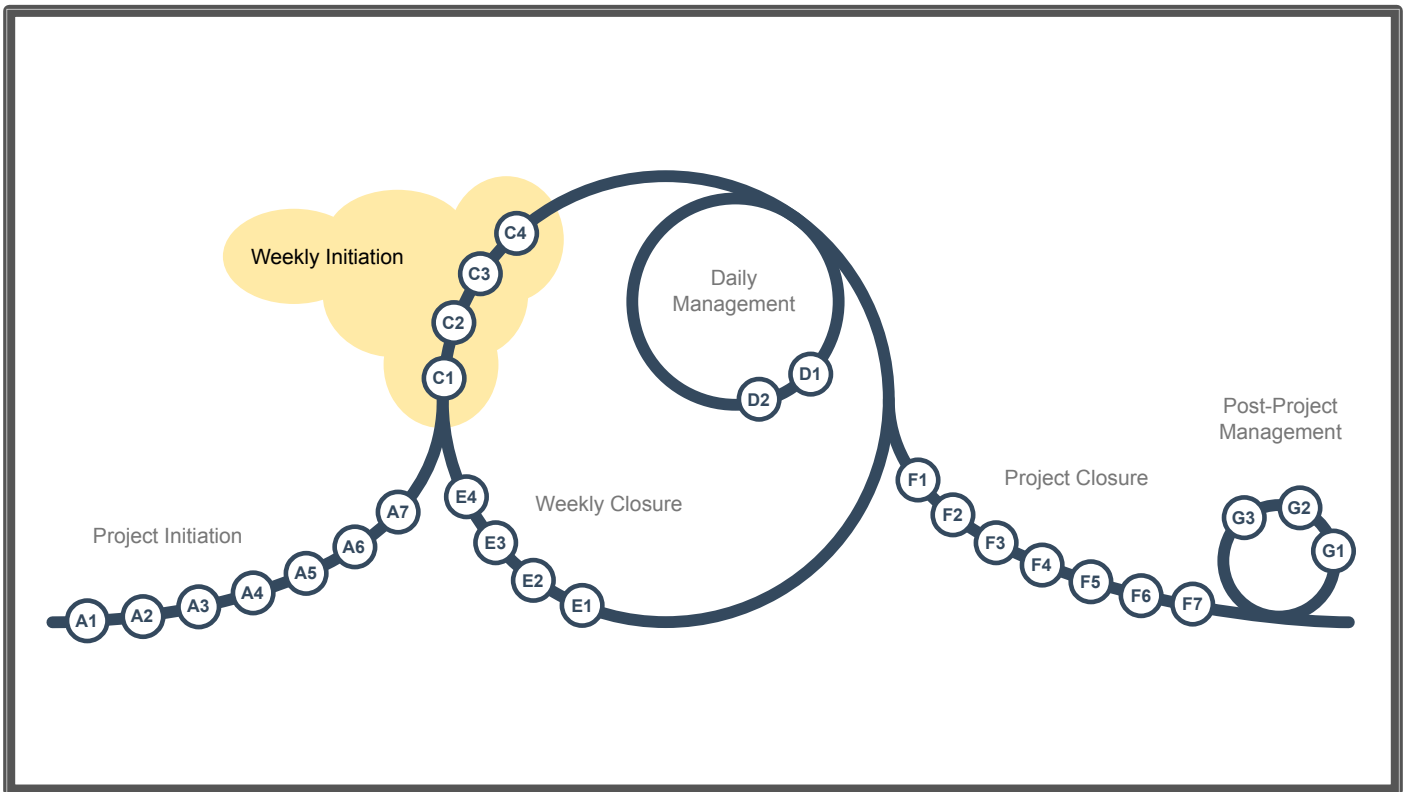 Weekly Initiation
C4
C3
C2
C1
Daily
Management
D1
D2
Post-Project
Management
Project Closure
Weekly Closure
Project Initiation
A1
A2
A3
A4
A5
A6
A7
E4
E3
E2
E1
F1
F2
F3
F4
F5
F6
F7
G3
G2
G1